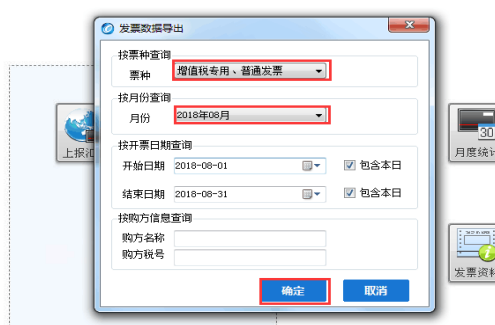 发票数据导出
按票种查询
票种 增值税专用、普通发票
按月份查询
月份 2018年08月
按开票日期查询
开始日期 2018-08-01 包含本日
结束日期 2018-08-31 包含本日
按购方信息查询
购方名称
购方税号
确定 取消
上报汇
30
月度统计
发票资料